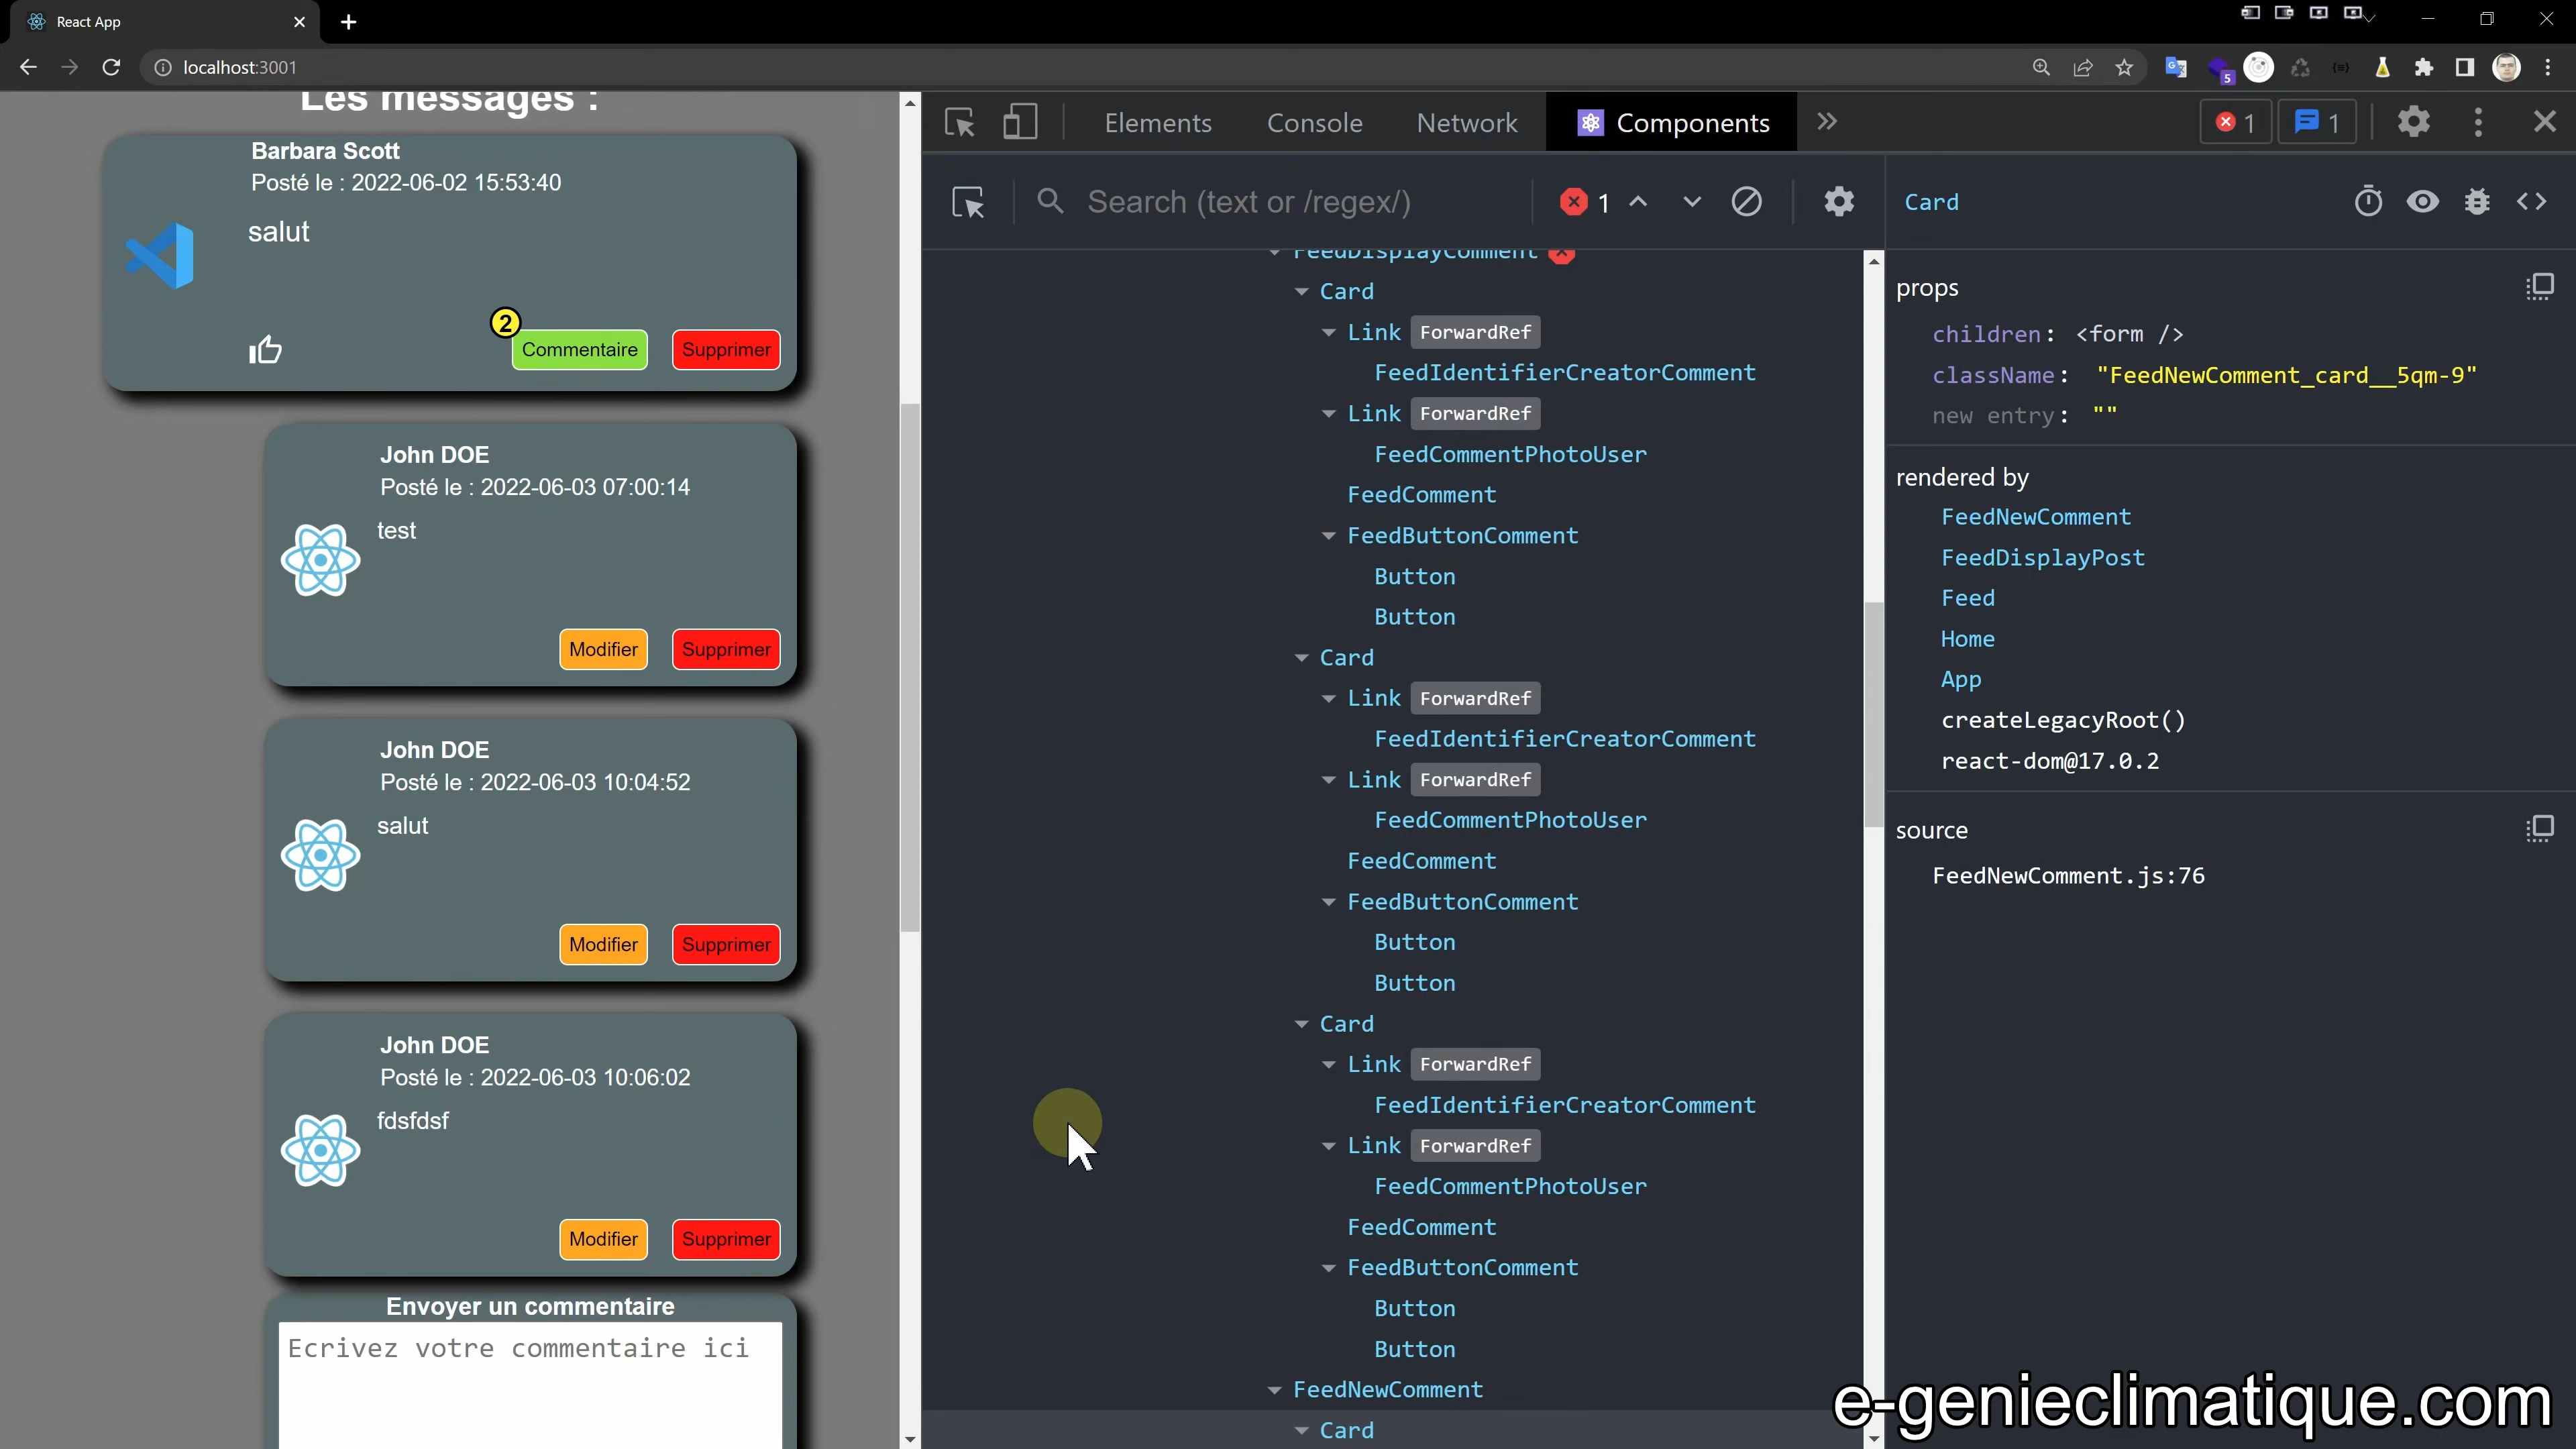 React App
localhost:3001
Les messages :
Barbara Scott
Posté le : 2022-06-02 15:53:40
salut
2
Commentaire
Supprimer
John DOE
Posté le : 2022-06-03 07:00:14
test
Modifier
Supprimer
John DOE
Posté le : 2022-06-03 10:04:52
salut
Modifier
Supprimer
John DOE
Posté le : 2022-06-03 10:06:02
fdsfdsf
Modifier
Supprimer
Envoyer un commentaire
Ecrivez votre commentaire ici
5
Elements Console Network Components
1 1
Search (text or /regex/)
1
FeedDisplayComment
Card
Link ForwardRef
FeedIdentifierCreatorComment
Link ForwardRef
FeedCommentPhotoUser
FeedComment
FeedButtonComment
Button
Button
Card
Link ForwardRef
FeedIdentifierCreatorComment
Link ForwardRef
FeedCommentPhotoUser
FeedComment
FeedButtonComment
Button
Button
Card
Link ForwardRef
FeedIdentifierCreatorComment
Link ForwardRef
FeedCommentPhotoUser
FeedComment
FeedButtonComment
Button
Button
FeedNewComment
Card
Card
props
children: <form />
className: "FeedNewComment_card__5qm-9"
new entry: ""
rendered by
FeedNewComment
FeedDisplayPost
Feed
Home
App
createLegacyRoot()
react-dom@17.0.2
source
FeedNewComment.js:76
e-genieclimatique.com